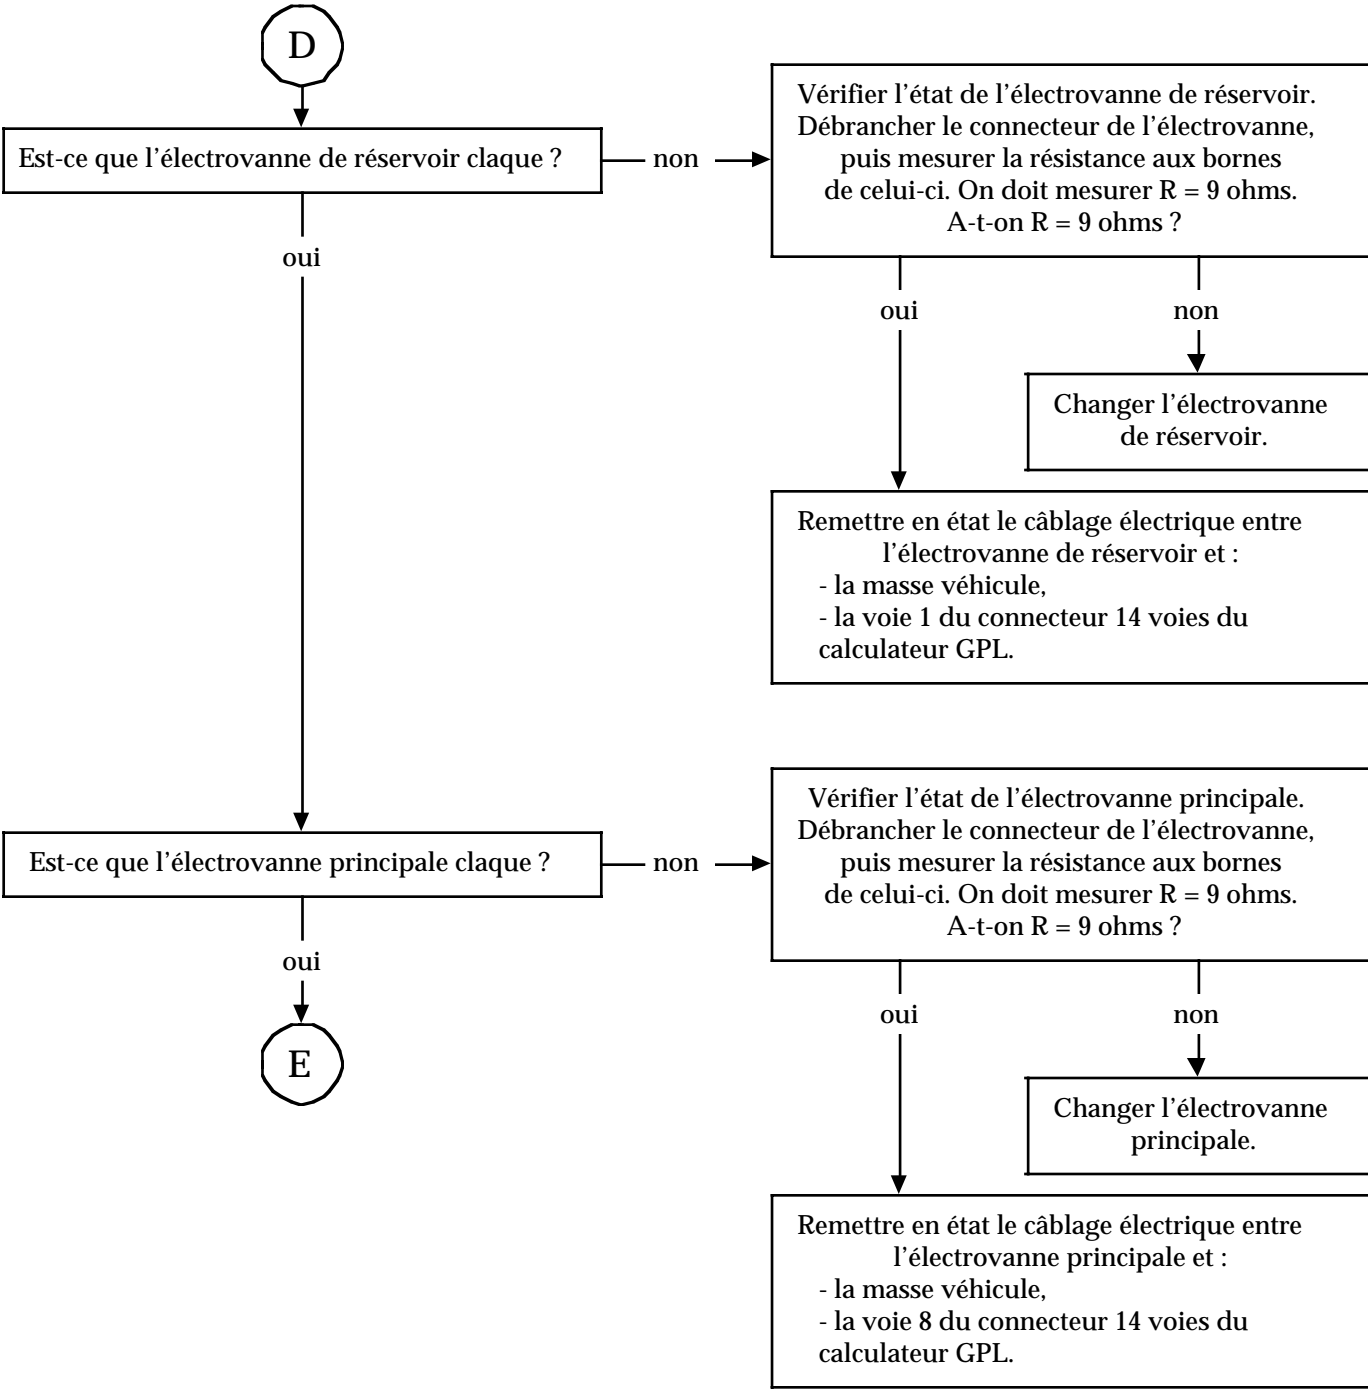 D
Est-ce que l'électrovanne de réservoir claque ?
non
Vérifier l'état de l'électrovanne de réservoir.
Débrancher le connecteur de l'électrovanne,
puis mesurer la résistance aux bornes
de celui-ci. On doit mesurer R = 9 ohms.
A-t-on R = 9 ohms ?
oui
oui
non
Changer l'électrovanne
de réservoir.
Remettre en état le câblage électrique entre
l'électrovanne de réservoir et :
- la masse véhicule,
- la voie 1 du connecteur 14 voies du
calculateur GPL.
Est-ce que l'électrovanne principale claque ?
non
Vérifier l'état de l'électrovanne principale.
Débrancher le connecteur de l'électrovanne,
puis mesurer la résistance aux bornes
de celui-ci. On doit mesurer R = 9 ohms.
A-t-on R = 9 ohms ?
oui
E
oui
non
Changer l'électrovanne
principale.
Remettre en état le câblage électrique entre
l'électrovanne principale et :
- la masse véhicule,
- la voie 8 du connecteur 14 voies du
calculateur GPL.